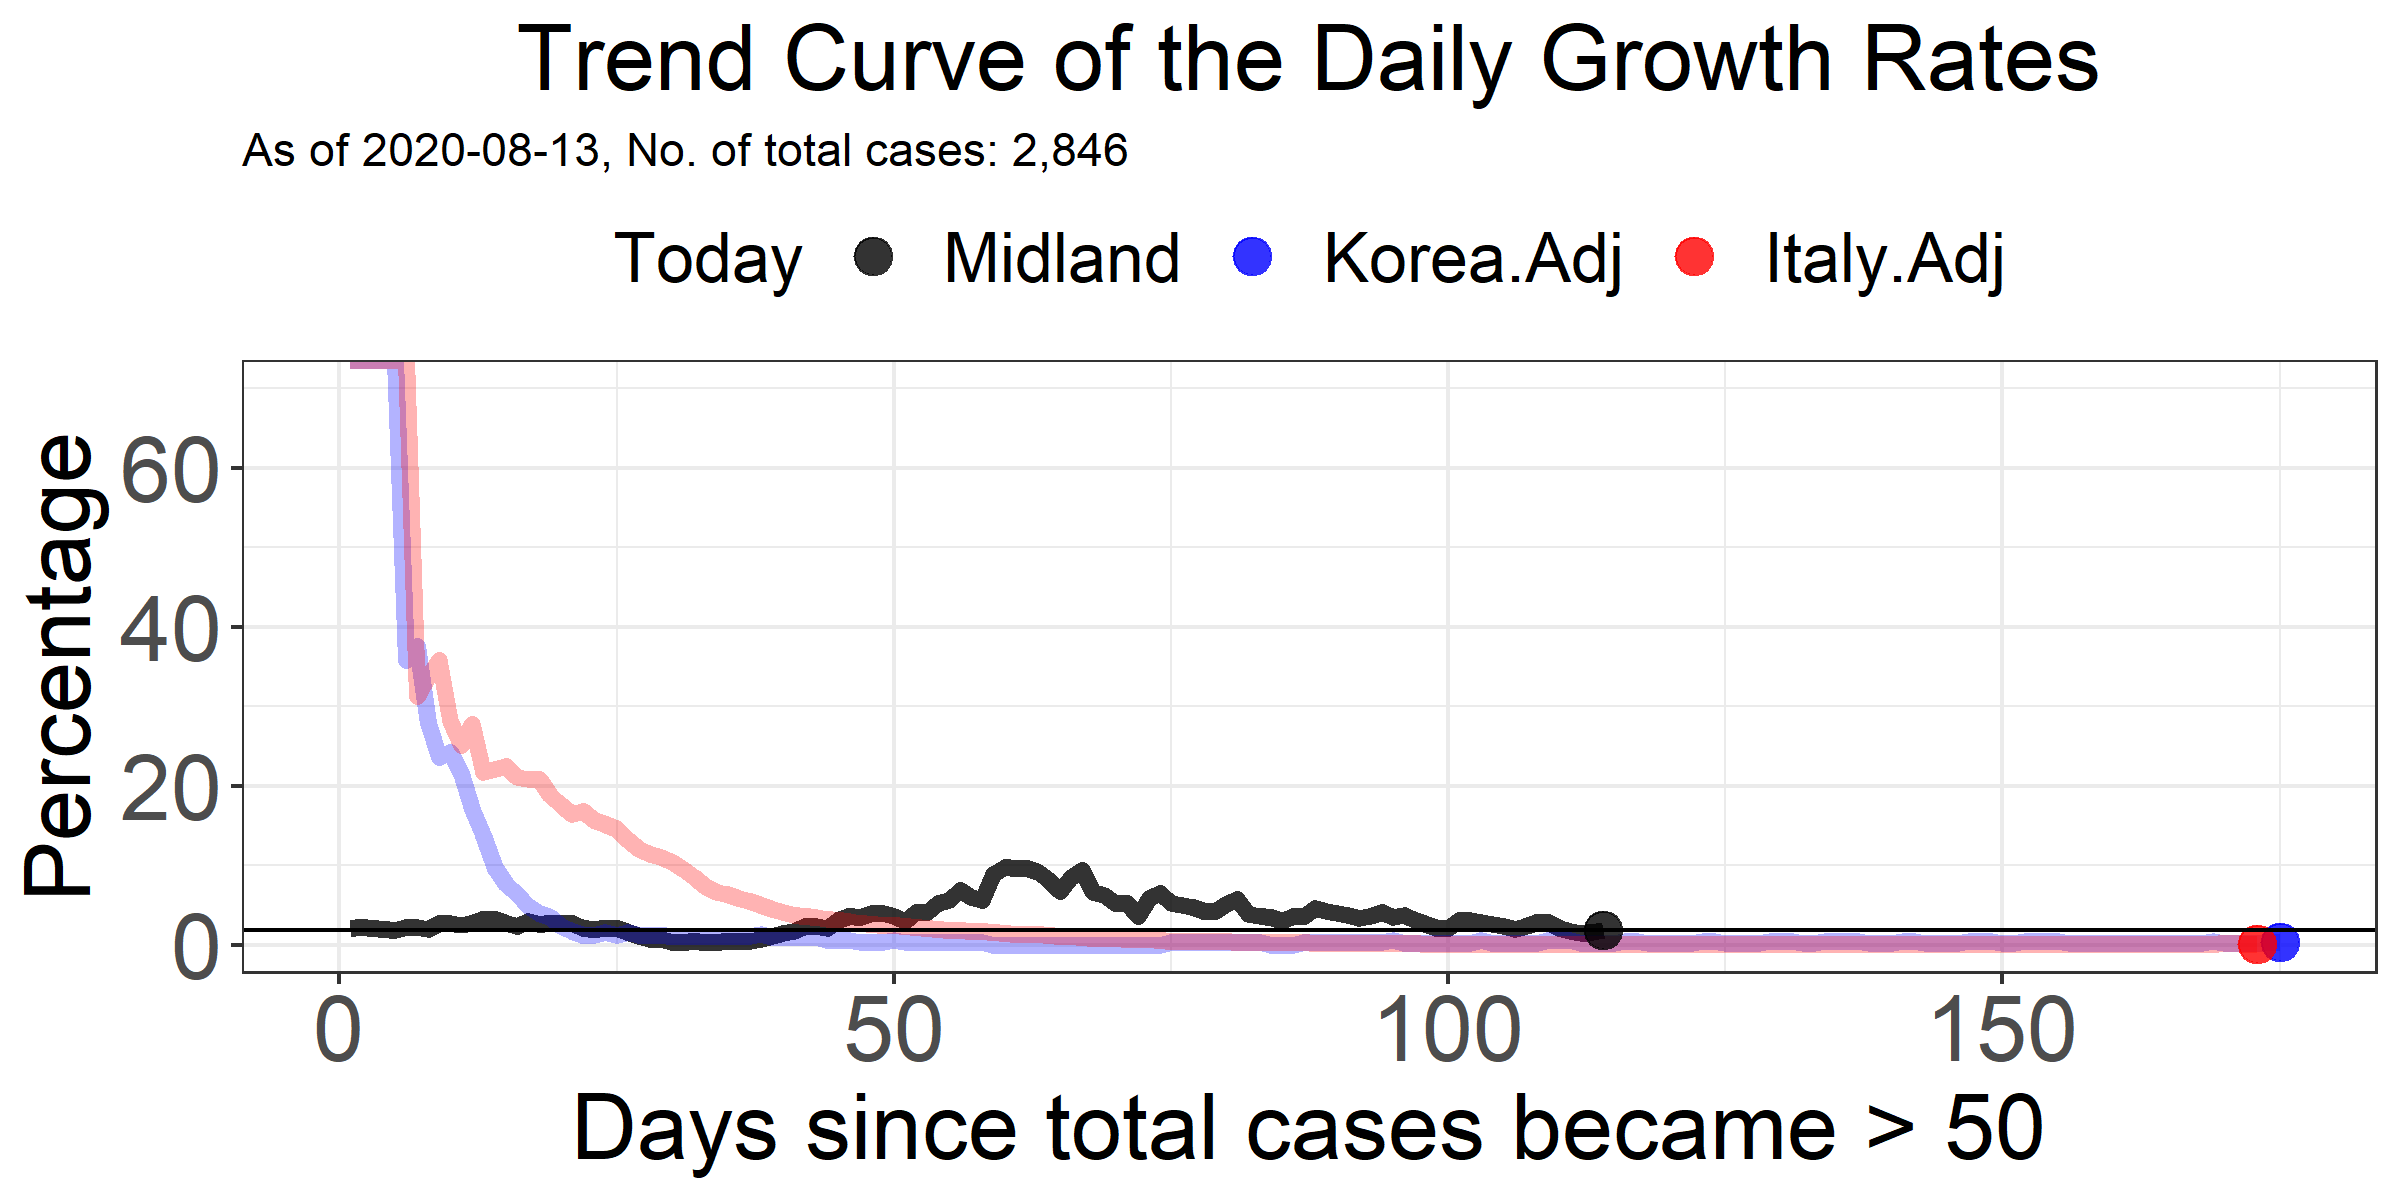 Trend Curve of the Daily Growth Rates
As of 2020-08-13, No. of total cases: 2,846
Today Midland Korea.Adj Italy.Adj
Percentage
60
40
20
0
0 50 100 150
Days since total cases became > 50